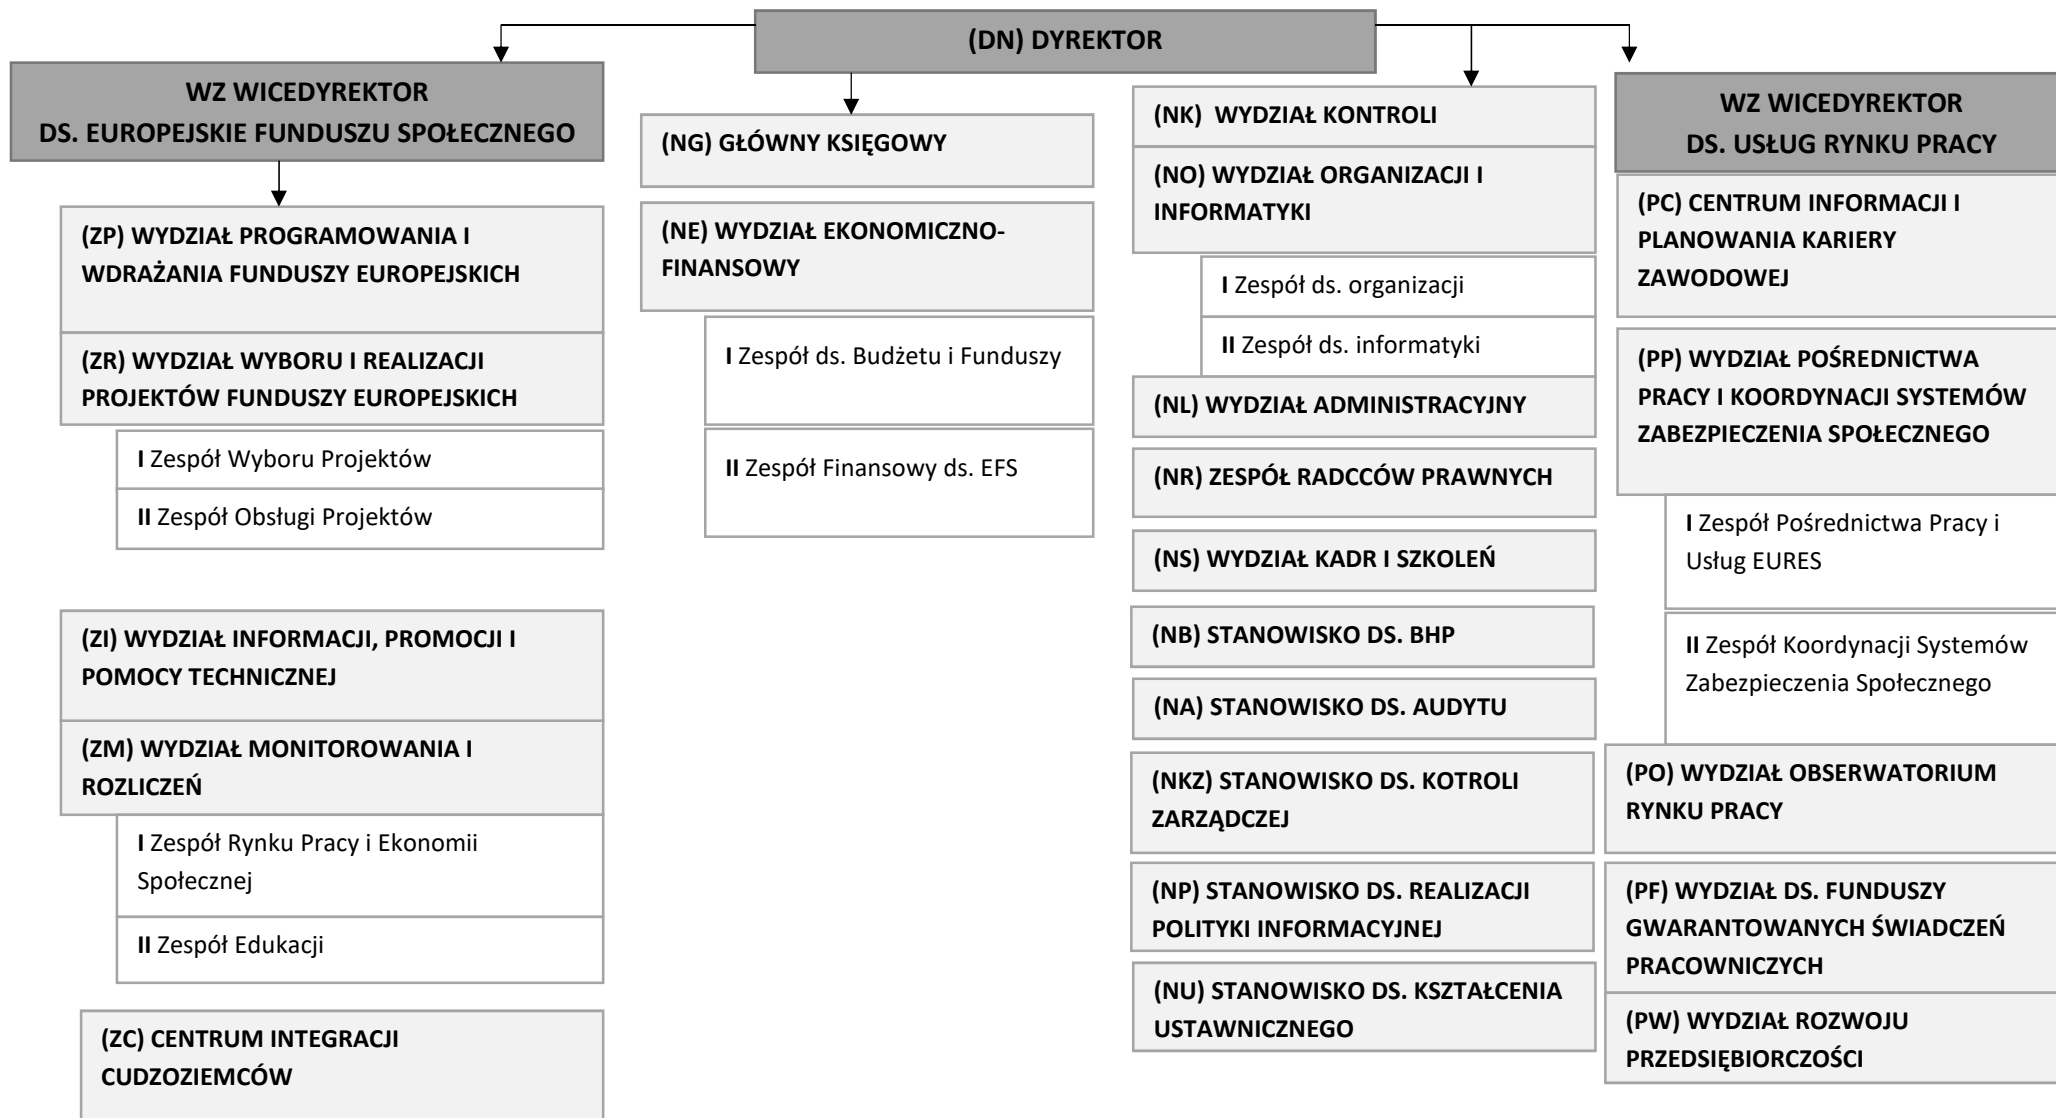 (DN) DYREKTOR
WZ WICEDYREKTOR
DS. EUROPEJSKIE FUNDUSZU SPOŁECZNEGO
(ZP) WYDZIAŁ PROGRAMOWANIA I
WDRAŻANIA FUNDUSZY EUROPEJSKICH
(ZR) WYDZIAŁ WYBORU I REALIZACJI
PROJEKTÓW FUNDUSZY EUROPEJSKICH
I Zespół Wyboru Projektów
II Zespół Obsługi Projektów
(ZI) WYDZIAŁ INFORMACJI, PROMOCJI I
POMOCY TECHNICZNEJ
(ZM) WYDZIAŁ MONITOROWANIA I
ROZLICZEŃ
I Zespół Rynku Pracy i Ekonomii
Społecznej
II Zespół Edukacji
(ZC) CENTRUM INTEGRACJI
CUDZOZIEMCÓW
(NG) GŁÓWNY KSIĘGOWY
(NE) WYDZIAŁ EKONOMICZNO-
FINANSOWY
I Zespół ds. Budżetu i Funduszy
II Zespół Finansowy ds. EFS
(NK) WYDZIAŁ KONTROLI
(NO) WYDZIAŁ ORGANIZACJI I
INFORMATYKI
I Zespół ds. organizacji
II Zespół ds. informatyki
(NL) WYDZIAŁ ADMINISTRACYJNY
(NR) ZESPÓŁ RADCCÓW PRAWNYCH
(NS) WYDZIAŁ KADR I SZKOLEŃ
(NB) STANOWISKO DS. BHP
(NA) STANOWISKO DS. AUDYTU
(NKZ) STANOWISKO DS. KOTROLI
ZARZĄDCZEJ
(NP) STANOWISKO DS. REALIZACJI
POLITYKI INFORMACYJNEJ
(NU) STANOWISKO DS. KSZTAŁCENIA
USTAWNICZNEGO
WZ WICEDYREKTOR
DS. USŁUG RYNKU PRACY
(PC) CENTRUM INFORMACJI I
PLANOWANIA KARIERY
ZAWODOWEJ
(PP) WYDZIAŁ POŚREDNICTWA
PRACY I KOORDYNACJI SYSTEMÓW
ZABEZPIECZENIA SPOŁECZNEGO
I Zespół Pośrednictwa Pracy i
Usług EURES
II Zespół Koordynacji Systemów
Zabezpieczenia Społecznego
(PO) WYDZIAŁ OBSERWATORIUM
RYNKU PRACY
(PF) WYDZIAŁ DS. FUNDUSZY
GWARANTOWANYCH ŚWIADCZEŃ
PRACOWNICZYCH
(PW) WYDZIAŁ ROZWOJU
PRZEDSIĘBIORCZOŚCI